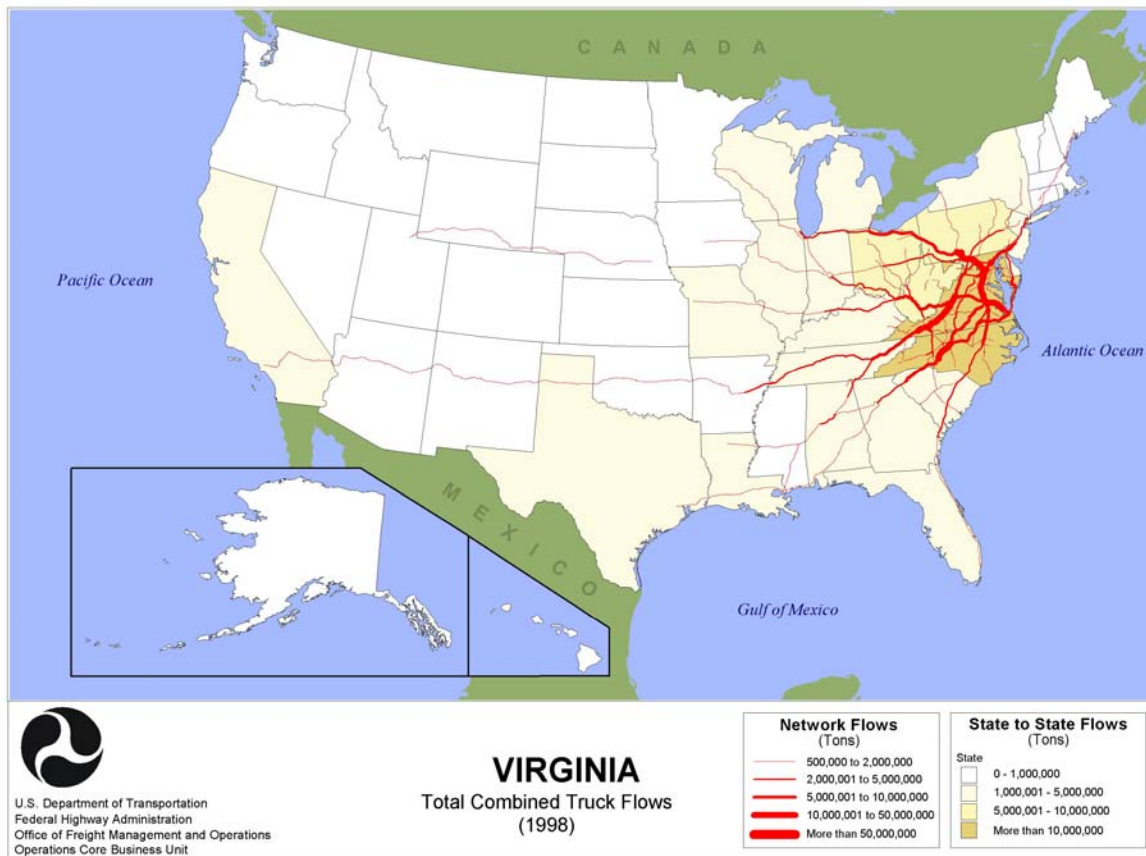 CANADA
Pacific Ocean
Atlantic Ocean
MEXICO
Gulf of Mexico
U.S. Department of Transportation
Federal Highway Administration
Office of Freight Management and Operations
Operations Core Business Unit
VIRGINIA
Total Combined Truck Flows
(1998)
Network Flows
(Tons)
500,000 to 2,000,000
2,000,001 to 5,000,000
5,000,001 to 10,000,000
10,000,001 to 50,000,000
More than 50,000,000
State to State Flows
(Tons)
State
0 - 1,000,000
1,000,001 - 5,000,000
5,000,001 - 10,000,000
More than 10,000,000